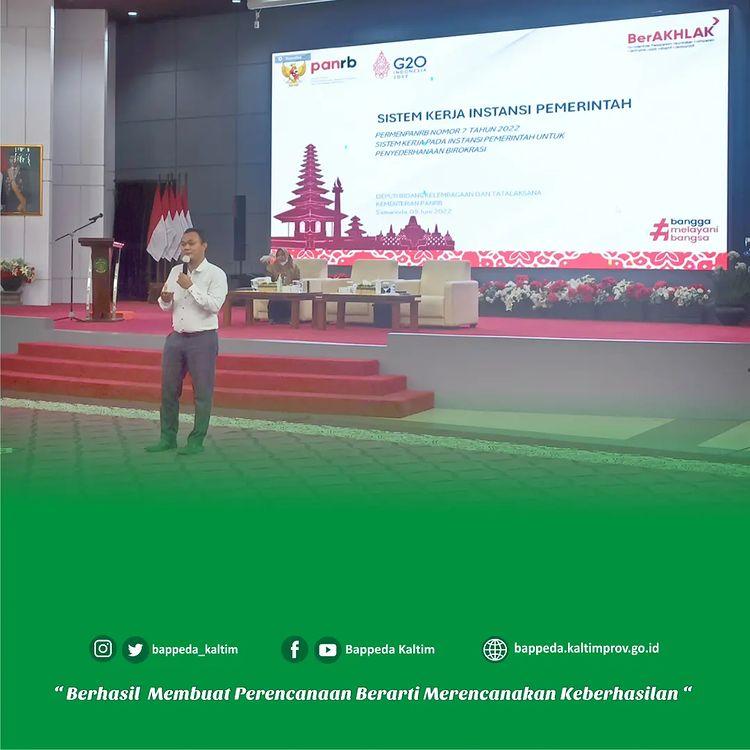 BerAKHLAK
panrb
G20
INDONESIA
2022
SISTEM KERJA INSTANSI PEMERINTAH
PERMENPANRB NOMOR 7 TAHUN 2022
SISTEM KERJA PADA INSTANSI PEMERINTAH UNTUK
PENYEDERHANAAN BIROKRASI
DEPUTI BIDANG KELEMBAGAAN DAN TATALAKSANA
KEMENTERIAN PANRB
Samarinda, 09 Juni 2022
#bangga
melayani
bangsa
bappeda_kaltim
Bappeda Kaltim
bappeda.kaltimprov.go.id
“ Berhasil Membuat Perencanaan Berarti Merencanakan Keberhasilan “